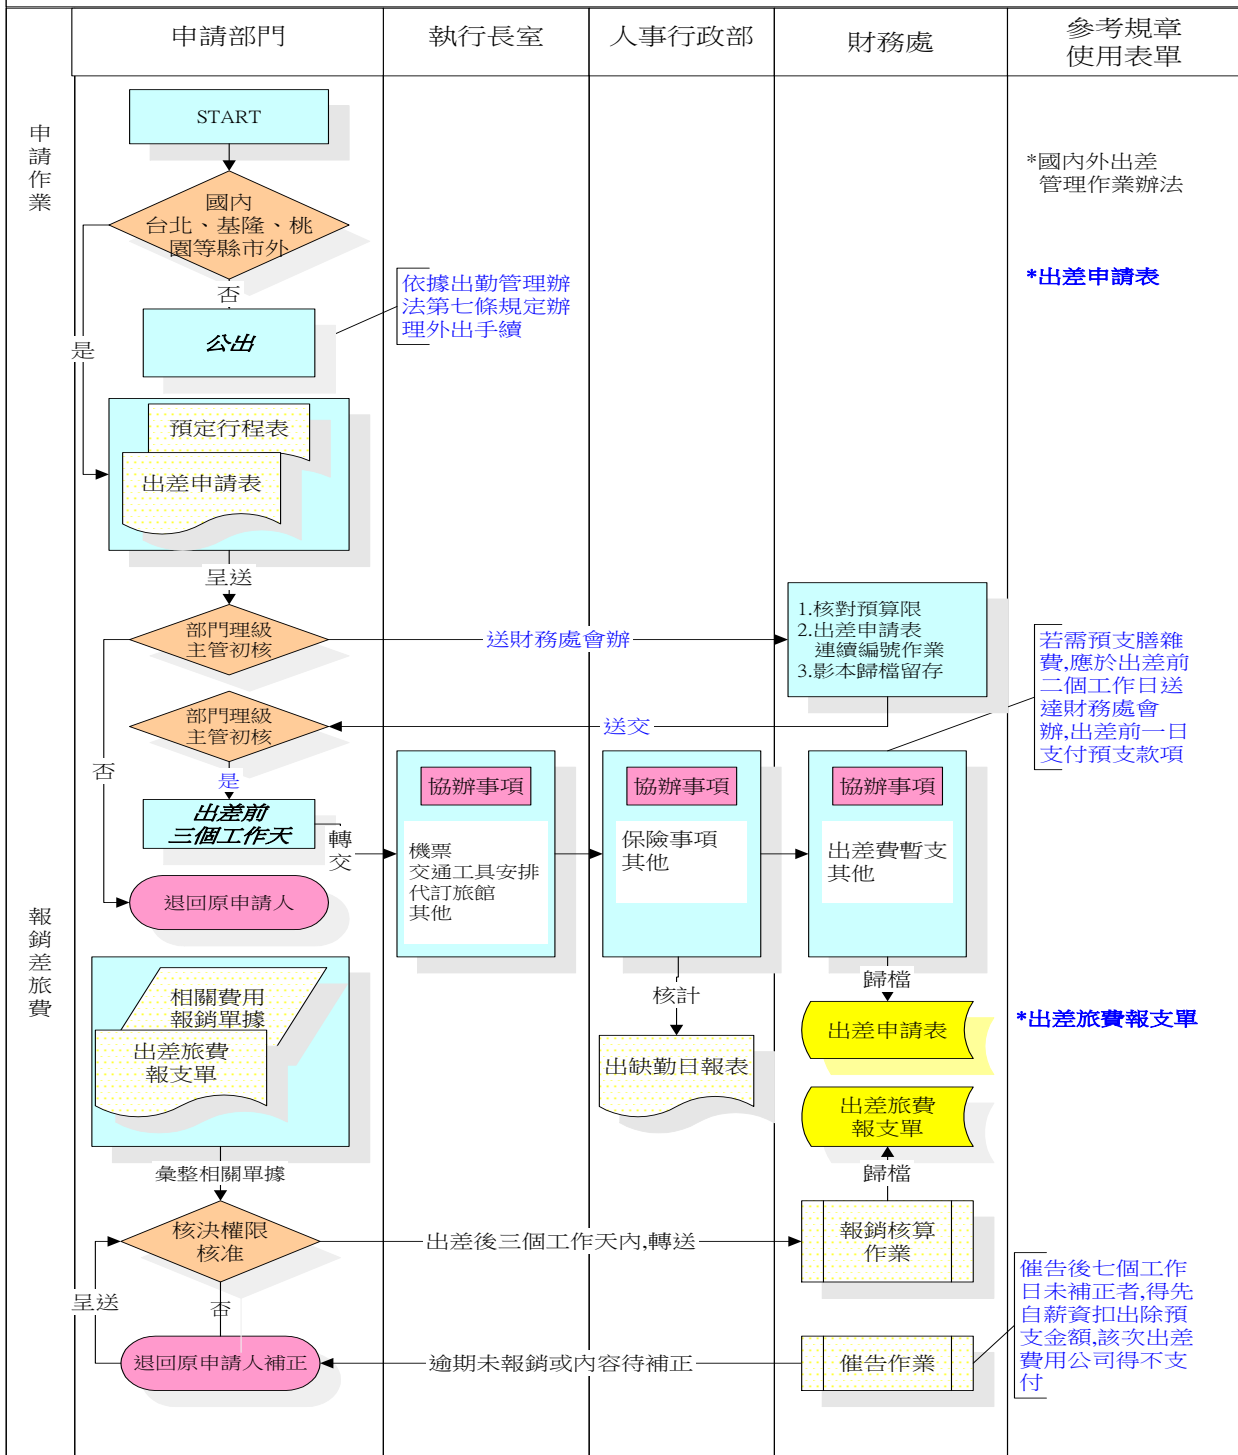 申請部門
執行長室
人事行政部
財務處
參考規章
使用表單
申請作業
START
國內
台北、基隆、桃
園等縣市外
否
是
公出
依據出勤管理辦
法第七條規定辦
理外出手續
*國內外出差
管理作業辦法
*出差申請表
預定行程表
出差申請表
呈送
部門理級
主管初核
送財務處會辦
1.核對預算限
2.出差申請表
連續編號作業
3.影本歸檔留存
若需預支膳雜
費,應於出差前
二個工作日送
達財務處會
辦,出差前一日
支付預支款項
部門理級
主管初核
送交
否
是
出差前
三個工作天
轉交
協辦事項
機票
交通工具安排
代訂旅館
其他
協辦事項
保險事項
其他
協辦事項
出差費暫支
其他
退回原申請人
報銷差旅費
相關費用
報銷單據
出差旅費
報支單
核計
出缺勤日報表
歸檔
出差申請表
*出差旅費報支單
出差旅費
報支單
歸檔
彙整相關單據
核決權限
核准
出差後三個工作天內,轉送
報銷核算
作業
呈送
否
退回原申請人補正
逾期未報銷或內容待補正
催告作業
催告後七個工作
日未補正者,得先
自薪資扣出除預
支金額,該次出差
費用公司得不支
付